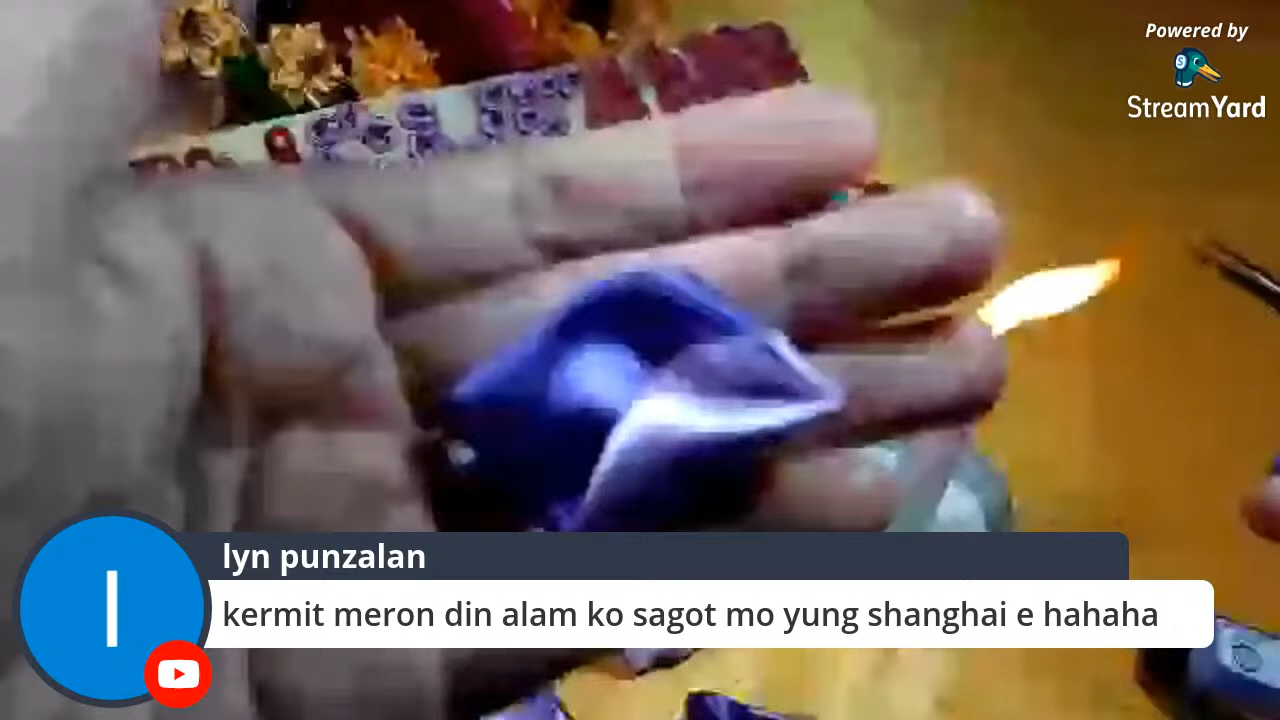 Powered by
StreamYard
lyn punzalan
kermit meron din alam ko sagot mo yung shanghai e hahaha